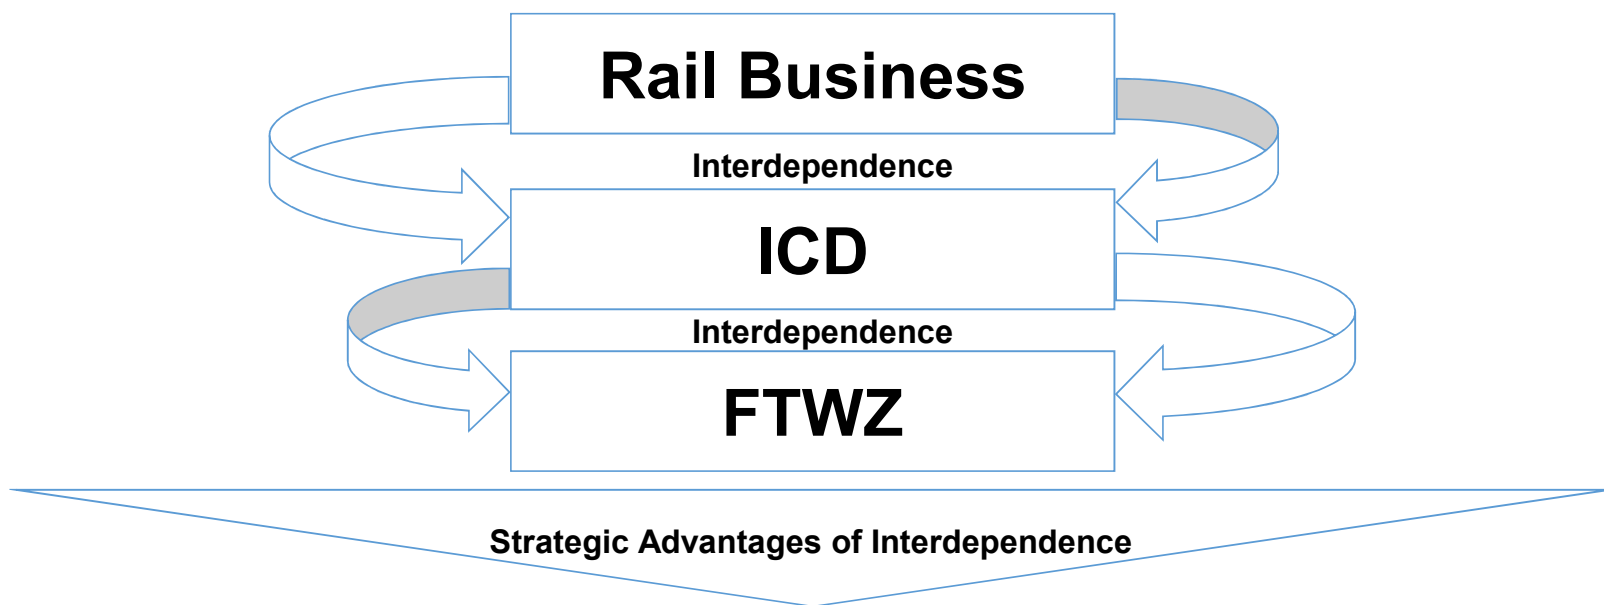 Rail Business
Interdependence
ICD
Interdependence
FTWZ
Strategic Advantages of Interdependence